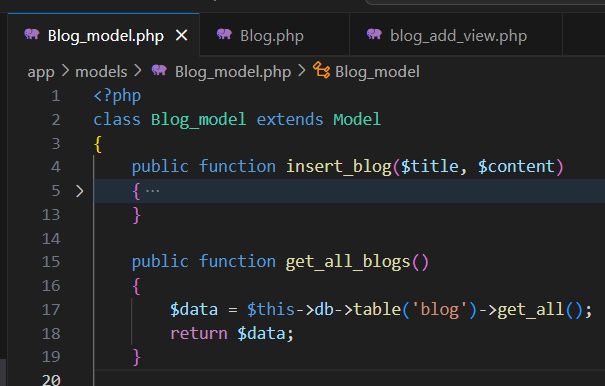 Blog_model.php × Blog.php blog_add_view.php
app > models > Blog_model.php > Blog_model
1 <?php
2 class Blog_model extends Model
3 {
4     public function insert_blog($title, $content)
5 >   { ···
13     }
14
15     public function get_all_blogs()
16     {
17         $data = $this->db->table('blog')->get_all();
18         return $data;
19     }
20